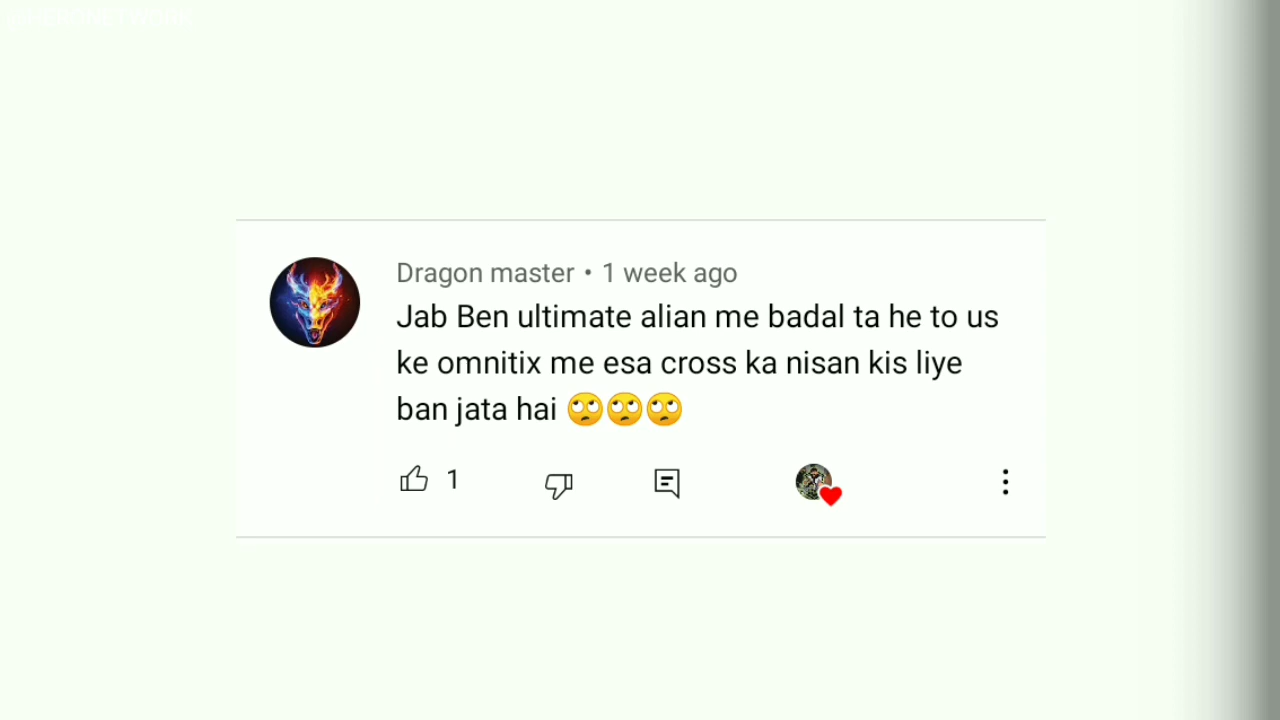 Dragon master • 1 week ago
Jab Ben ultimate alian me badal ta he to us
ke omnitix me esa cross ka nisan kis liye
ban jata hai 🙄🙄🙄
1